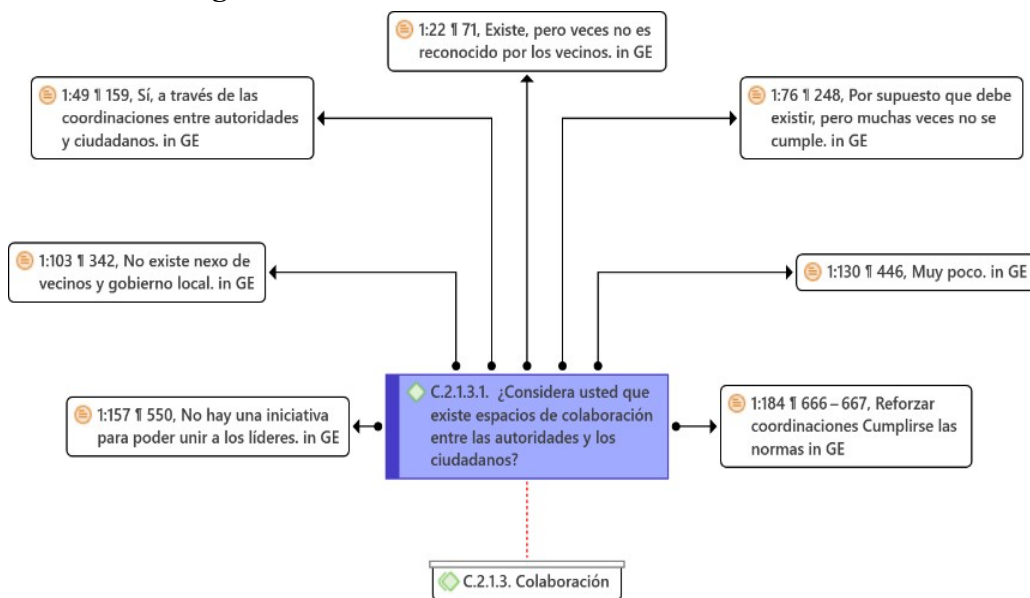 1:22 ¶ 71, Existe, pero veces no es
reconocido por los vecinos. in GE
1:49 ¶ 159, Sí, a través de las
coordinaciones entre autoridades
y ciudadanos. in GE
1:76 ¶ 248, Por supuesto que debe
existir, pero muchas veces no se
cumple. in GE
1:103 ¶ 342, No existe nexo de
vecinos y gobierno local. in GE
1:130 ¶ 446, Muy poco. in GE
C.2.1.3.1. ¿Considera usted que
existe espacios de colaboración
entre las autoridades y los
ciudadanos?
1:157 ¶ 550, No hay una iniciativa
para poder unir a los líderes. in GE
1:184 ¶ 666 – 667, Reforzar
coordinaciones Cumplirse las
normas in GE
C.2.1.3. Colaboración